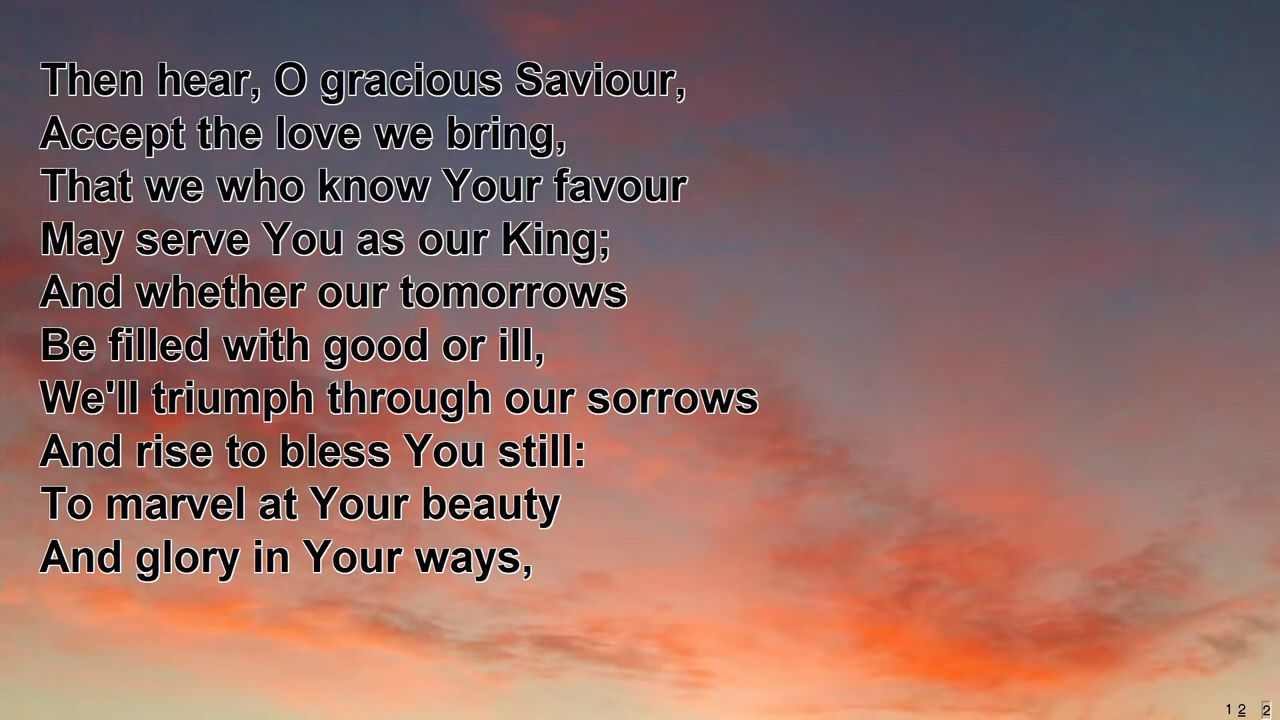 Then hear, O gracious Saviour,
Accept the love we bring,
That we who know Your favour
May serve You as our King;
And whether our tomorrows
Be filled with good or ill,
We'll triumph through our sorrows
And rise to bless You still:
To marvel at Your beauty
And glory in Your ways,
1 2 2